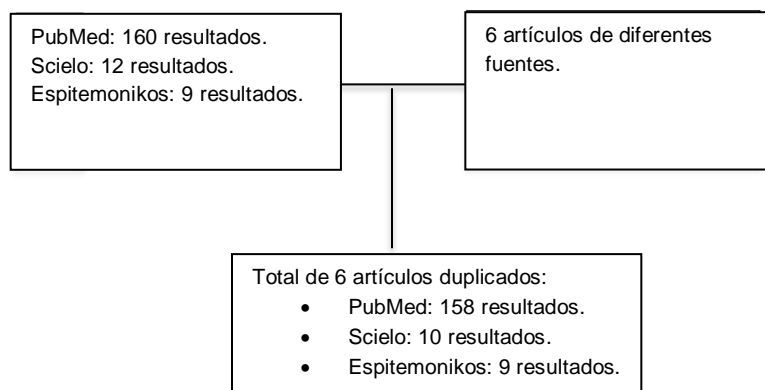 PubMed: 160 resultados.
Scielo: 12 resultados.
Espitemonikos: 9 resultados.
6 artículos de diferentes
fuentes.
Total de 6 artículos duplicados:
• PubMed: 158 resultados.
• Scielo: 10 resultados.
• Espitemonikos: 9 resultados.